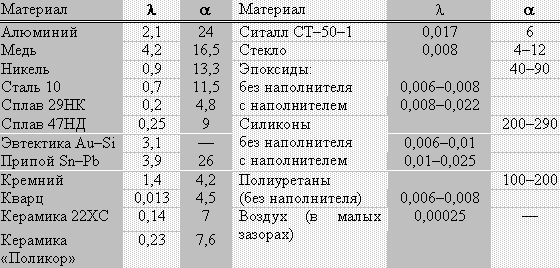 Материал λ α Материал λ α
Алюминий 2,1 24 Ситалл СТ–50–1 0,017 6
Медь 4,2 16,5 Стекло 0,008 4–12
Никель 0,9 13,3 Эпоксиды: 40–90
Сталь 10 0,7 11,5 без наполнителя 0,006–0,008
Сплав 29НК 0,2 4,8 с наполнителем 0,008–0,022
Сплав 47НД 0,25 9 Силиконы 200–290
Эвтектика Au–Si 3,1 — без наполнителя 0,006–0,01
Припой Sn–Pb 3,9 26 с наполнителем 0,01–0,025
Кремний 1,4 4,2 Полиуретаны 100–200
Кварц 0,013 4,5 (без наполнителя) 0,006–0,008
Керамика 22ХС 0,14 7 Воздух (в малых 0,00025 —
зазорах)
Керамика 0,23 7,6
«Поликор»